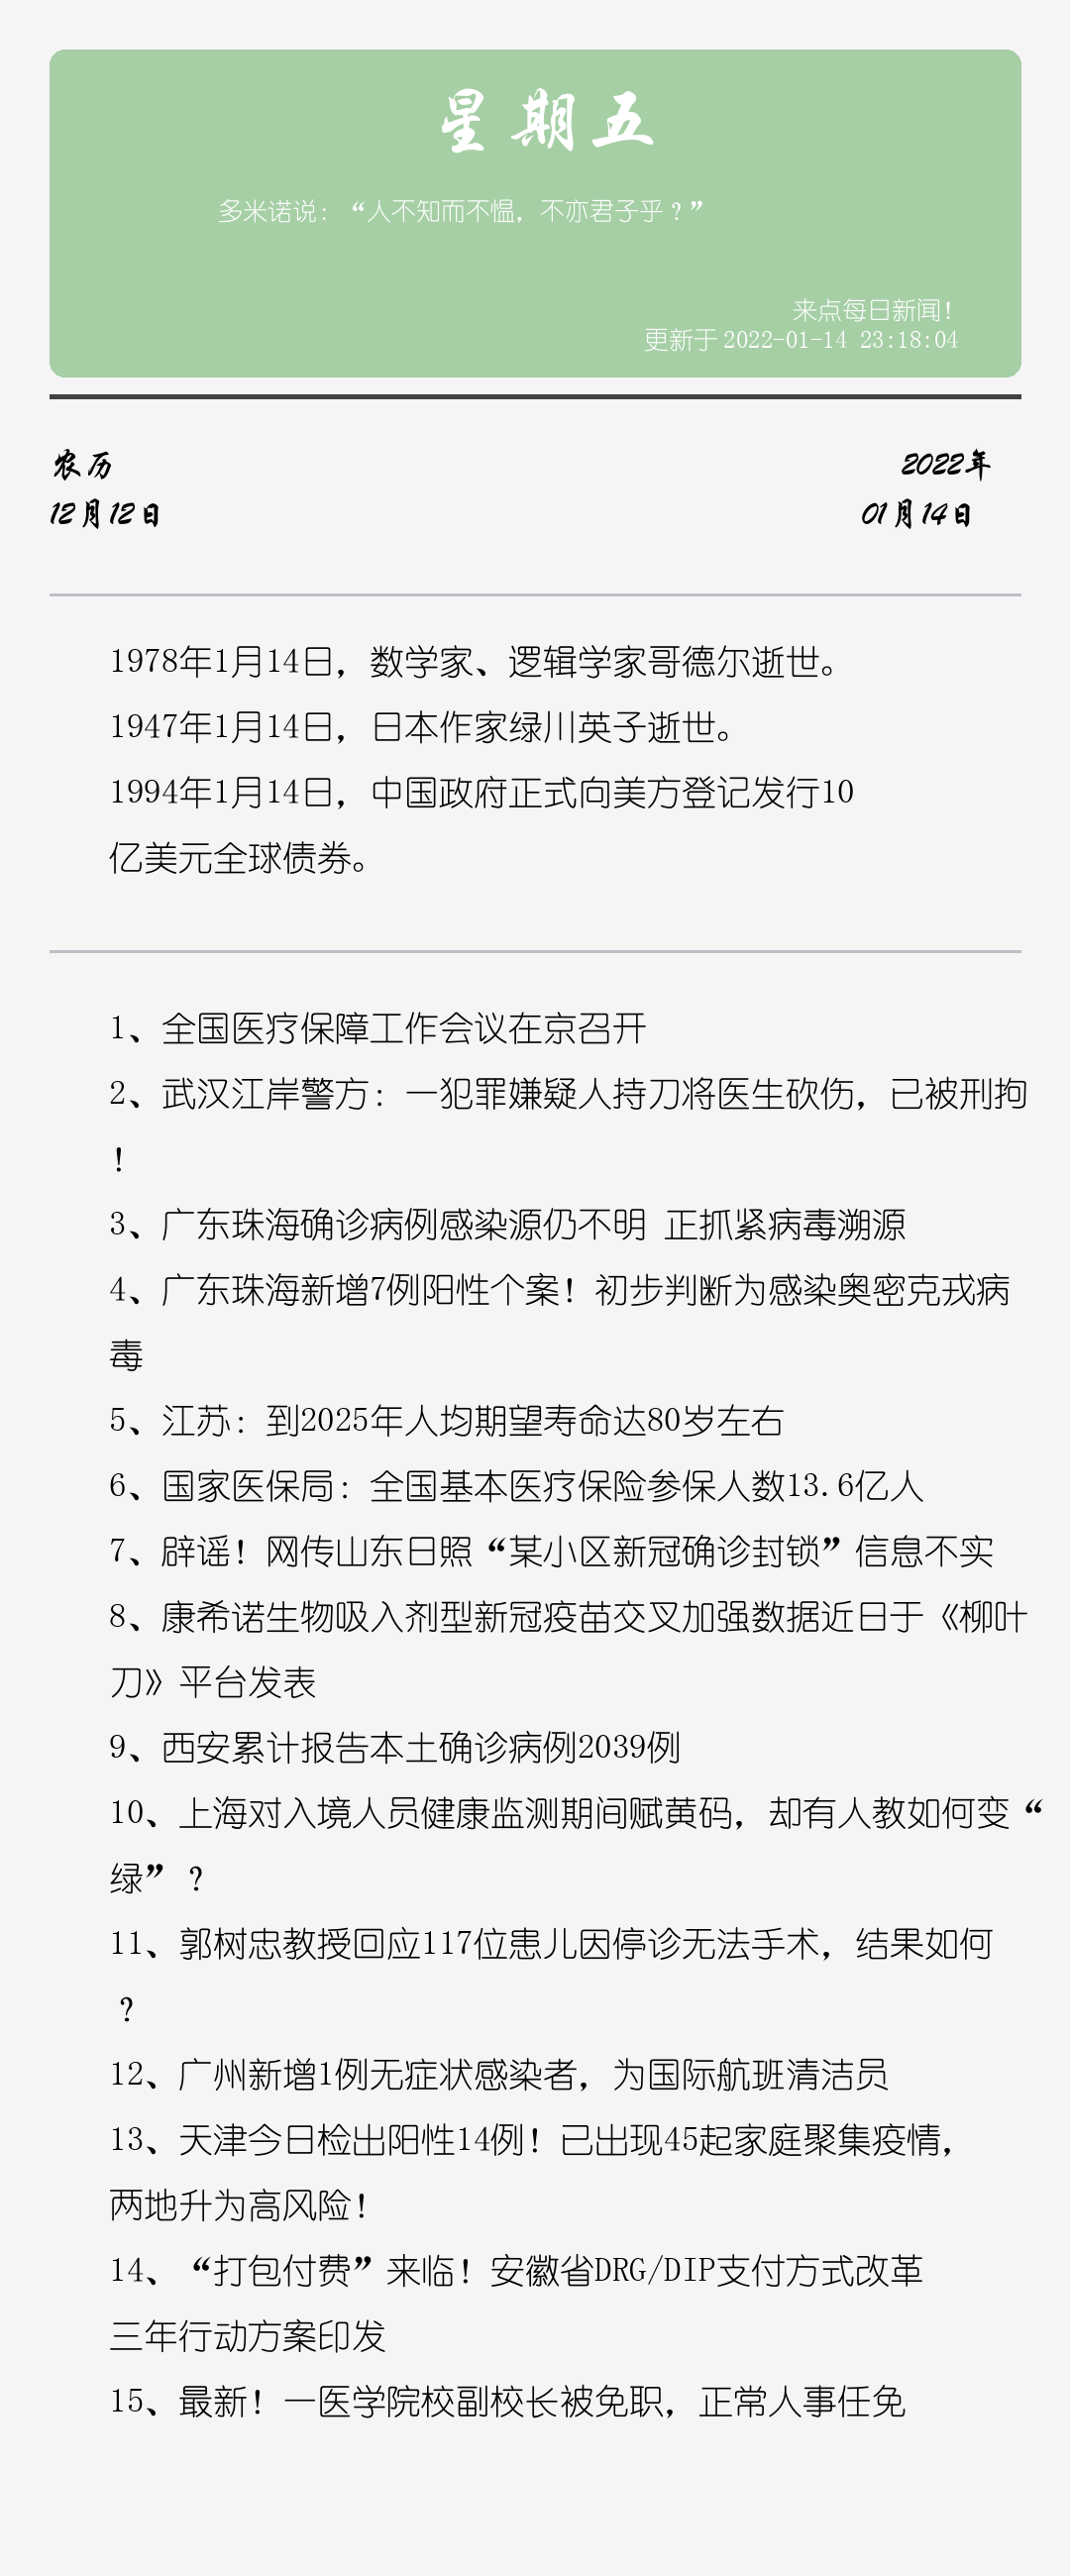 星期五
多米诺说：“人不知而不愠，不亦君子乎？”
来点每日新闻！
更新于2022-01-14 23:18:04
农历
2022年
12月12日
01月14日
1978年1月14日，数学家、逻辑学家哥德尔逝世。
1947年1月14日，日本作家绿川英子逝世。
1994年1月14日，中国政府正式向美方登记发行10
亿美元全球债券。
1、全国医疗保障工作会议在京召开
2、武汉江岸警方：一犯罪嫌疑人持刀将医生砍伤，已被刑拘
！
3、广东珠海确诊病例感染源仍不明 正抓紧病毒溯源
4、广东珠海新增7例阳性个案！初步判断为感染奥密克戎病
毒
5、江苏：到2025年人均期望寿命达80岁左右
6、国家医保局：全国基本医疗保险参保人数13.6亿人
7、辟谣！网传山东日照“某小区新冠确诊封锁”信息不实
8、康希诺生物吸入剂型新冠疫苗交叉加强数据近日于《柳叶
刀》平台发表
9、西安累计报告本土确诊病例2039例
10、上海对入境人员健康监测期间赋黄码，却有人教如何变“
绿”？
11、郭树忠教授回应117位患儿因停诊无法手术，结果如何
？
12、广州新增1例无症状感染者，为国际航班清洁员
13、天津今日检出阳性14例！已出现45起家庭聚集疫情，
两地升为高风险！
14、“打包付费”来临！安徽省DRG/DIP支付方式改革
三年行动方案印发
15、最新！一医学院校副校长被免职，正常人事任免